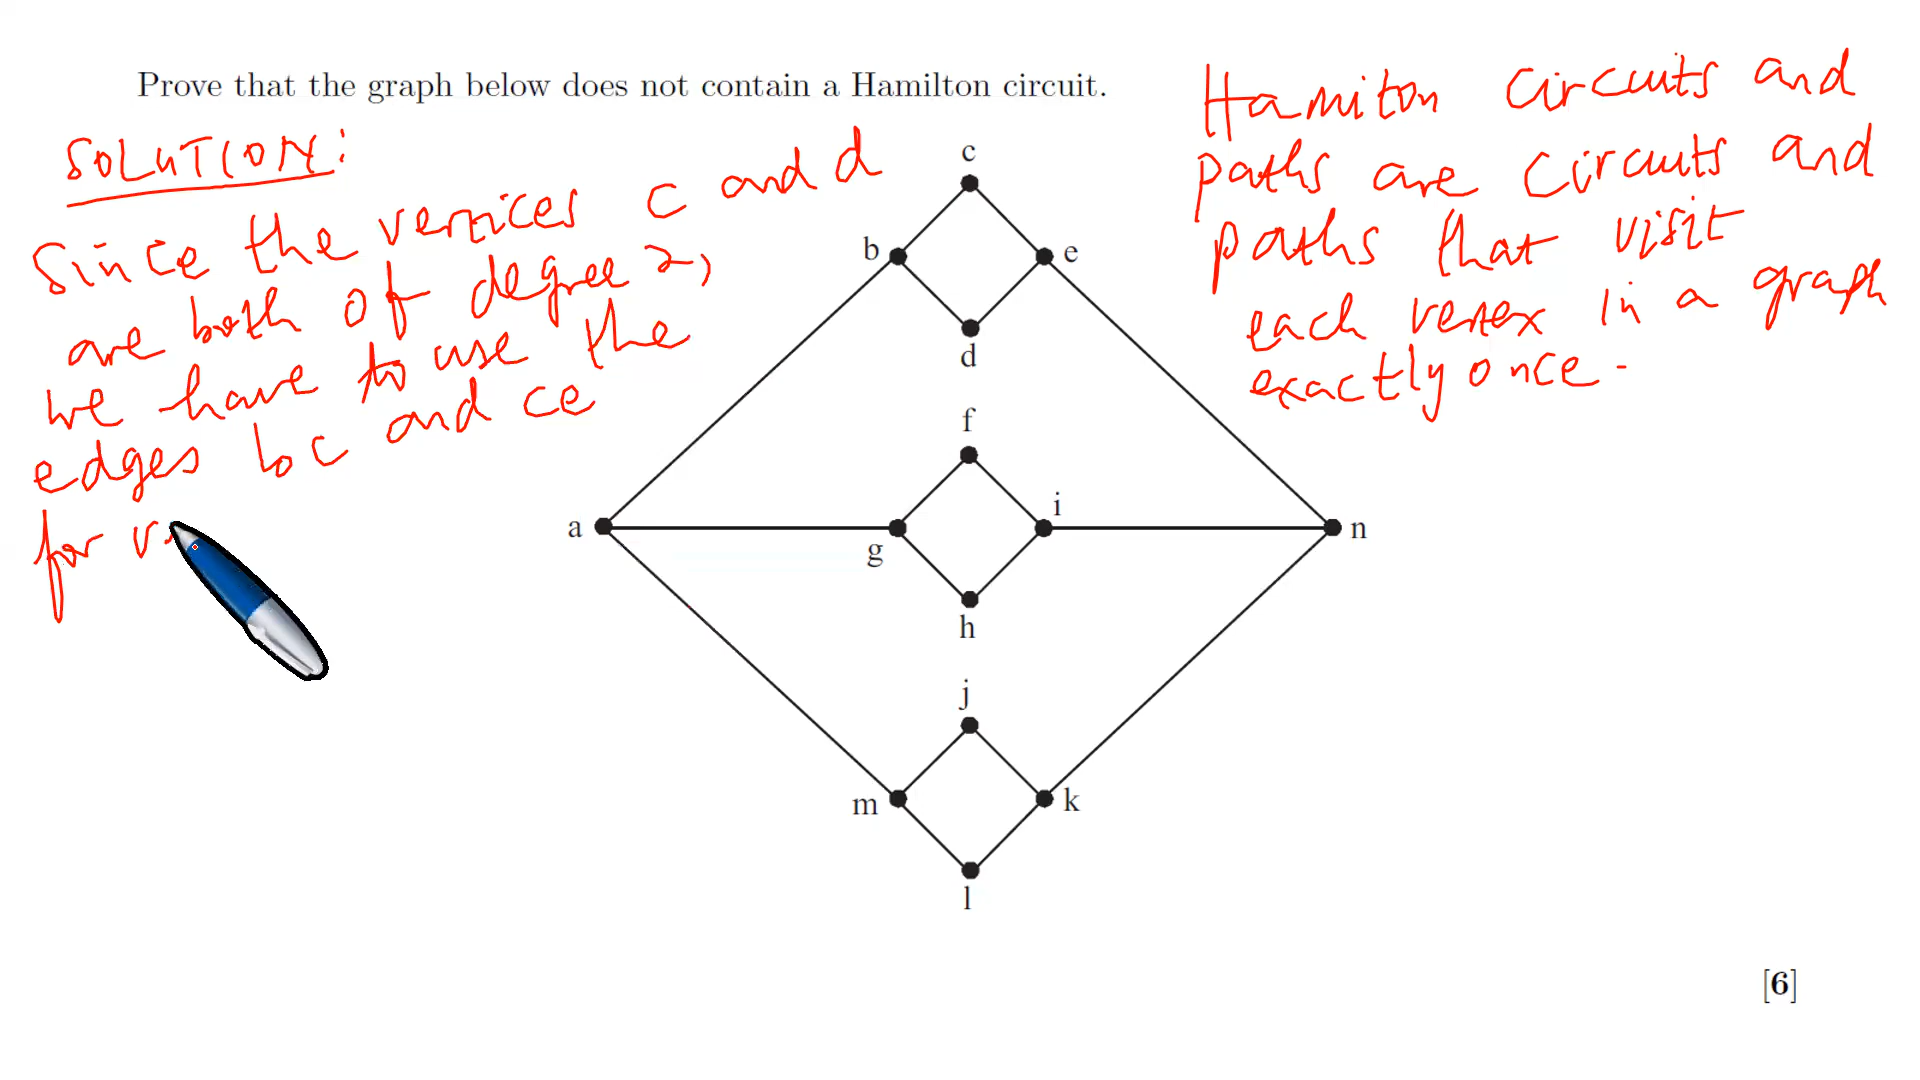 Prove that the graph below does not contain a Hamilton circuit.
SOLUTION:
Since the vertices c and d
are both of degree 2,
we have to use the
edges bc and ce
for
Hamiton circuits and
paths are circuits and
paths that visit
each vertex in a graph
exactly once.
c
b
e
d
f
i
a
n
g
h
j
m
k
l
[6]